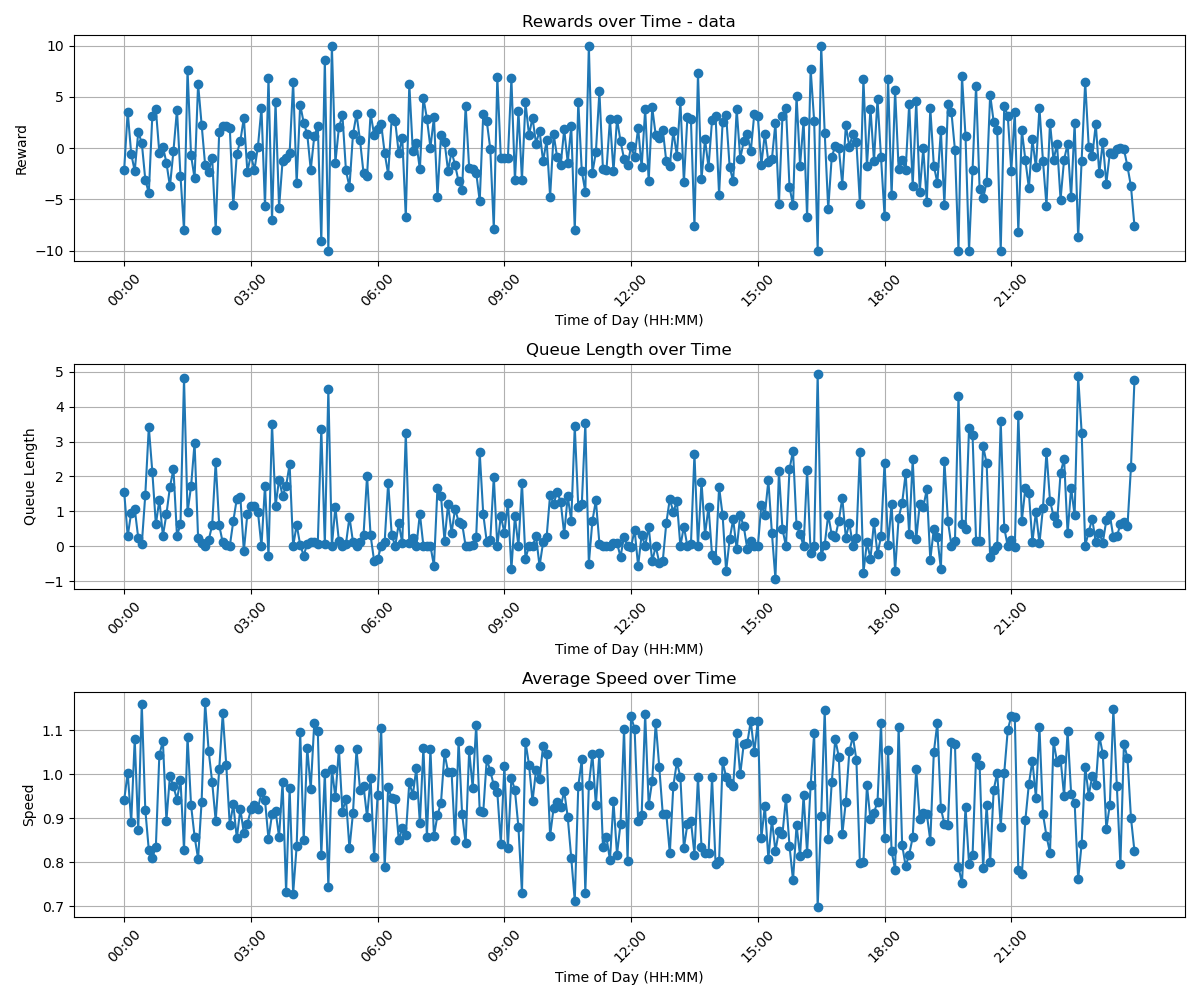 Rewards over Time - data
10
5
0
−5
−10
Reward
00:00 03:00 06:00 09:00 12:00 15:00 18:00 21:00
Time of Day (HH:MM)
Queue Length over Time
5
4
3
2
1
0
−1
Queue Length
00:00 03:00 06:00 09:00 12:00 15:00 18:00 21:00
Time of Day (HH:MM)
Average Speed over Time
1.1
1.0
0.9
0.8
0.7
Speed
00:00 03:00 06:00 09:00 12:00 15:00 18:00 21:00
Time of Day (HH:MM)